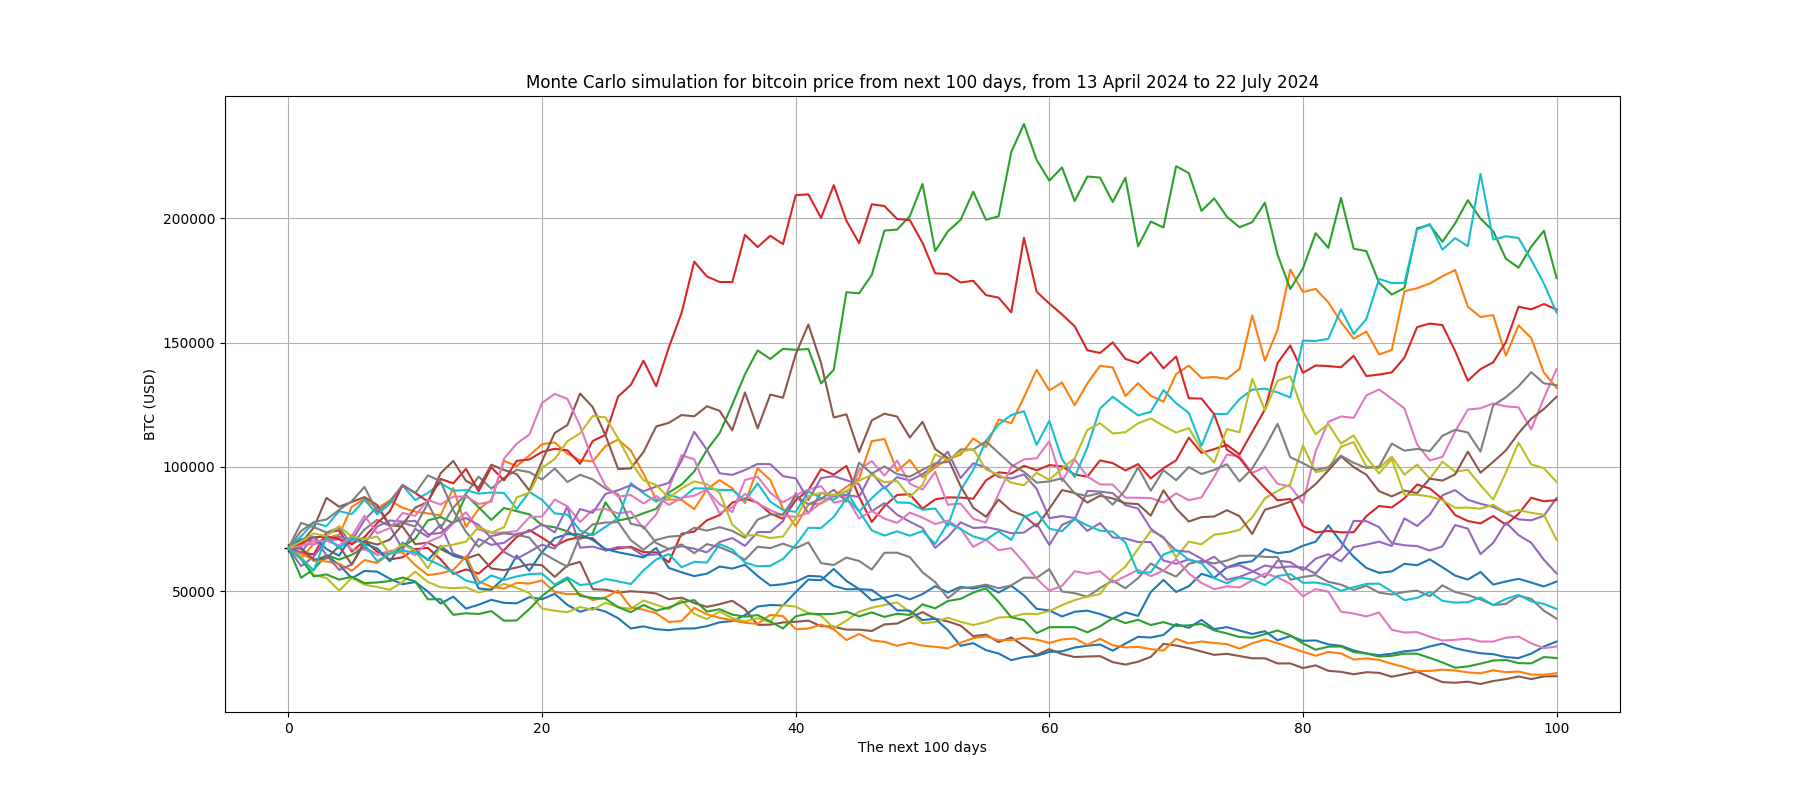 Monte Carlo simulation for bitcoin price from next 100 days, from 13 April 2024 to 22 July 2024
BTC (USD)
200000
150000
100000
50000
0 20 40 60 80 100
The next 100 days